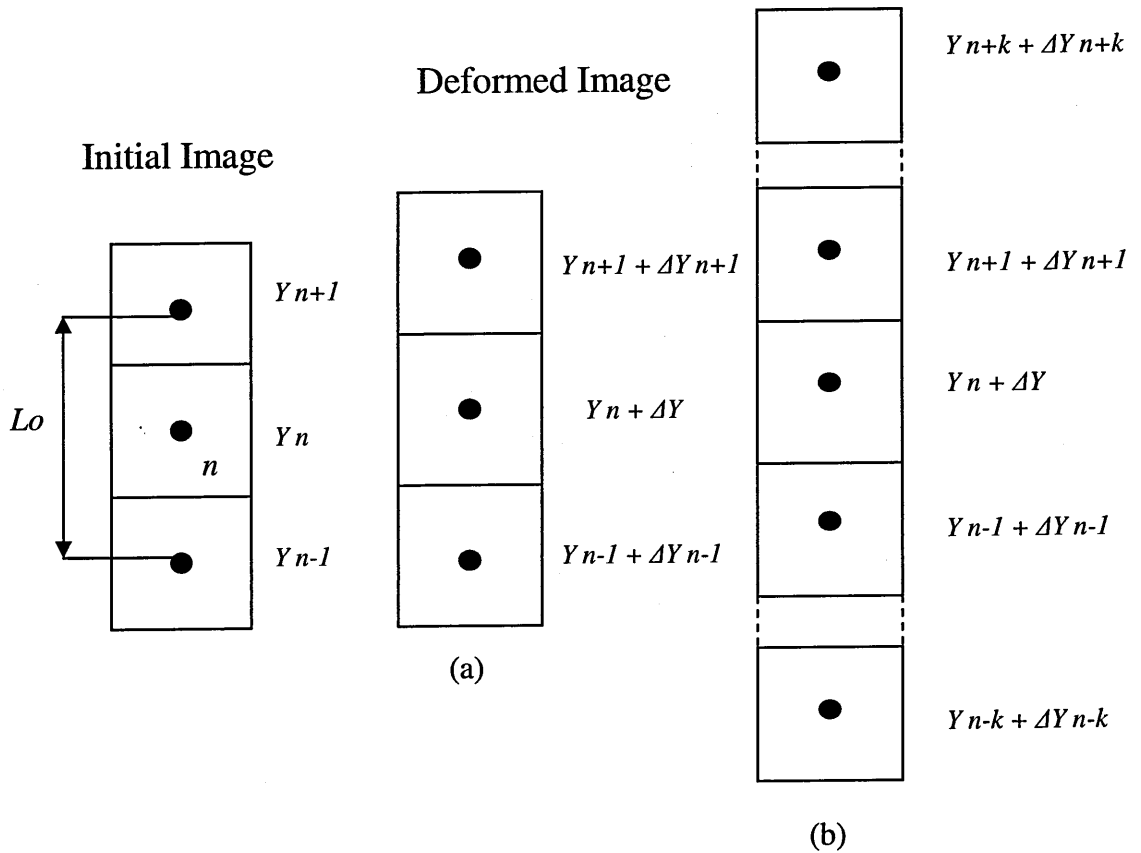 Initial Image
Lo
Y n+1
Y n
n
Y n-1
Deformed Image
Y n+1 + ΔY n+1
Y n + ΔY
Y n-1 + ΔY n-1
(a)
Y n+k + ΔY n+k
Y n+1 + ΔY n+1
Y n + ΔY
Y n-1 + ΔY n-1
Y n-k + ΔY n-k
(b)